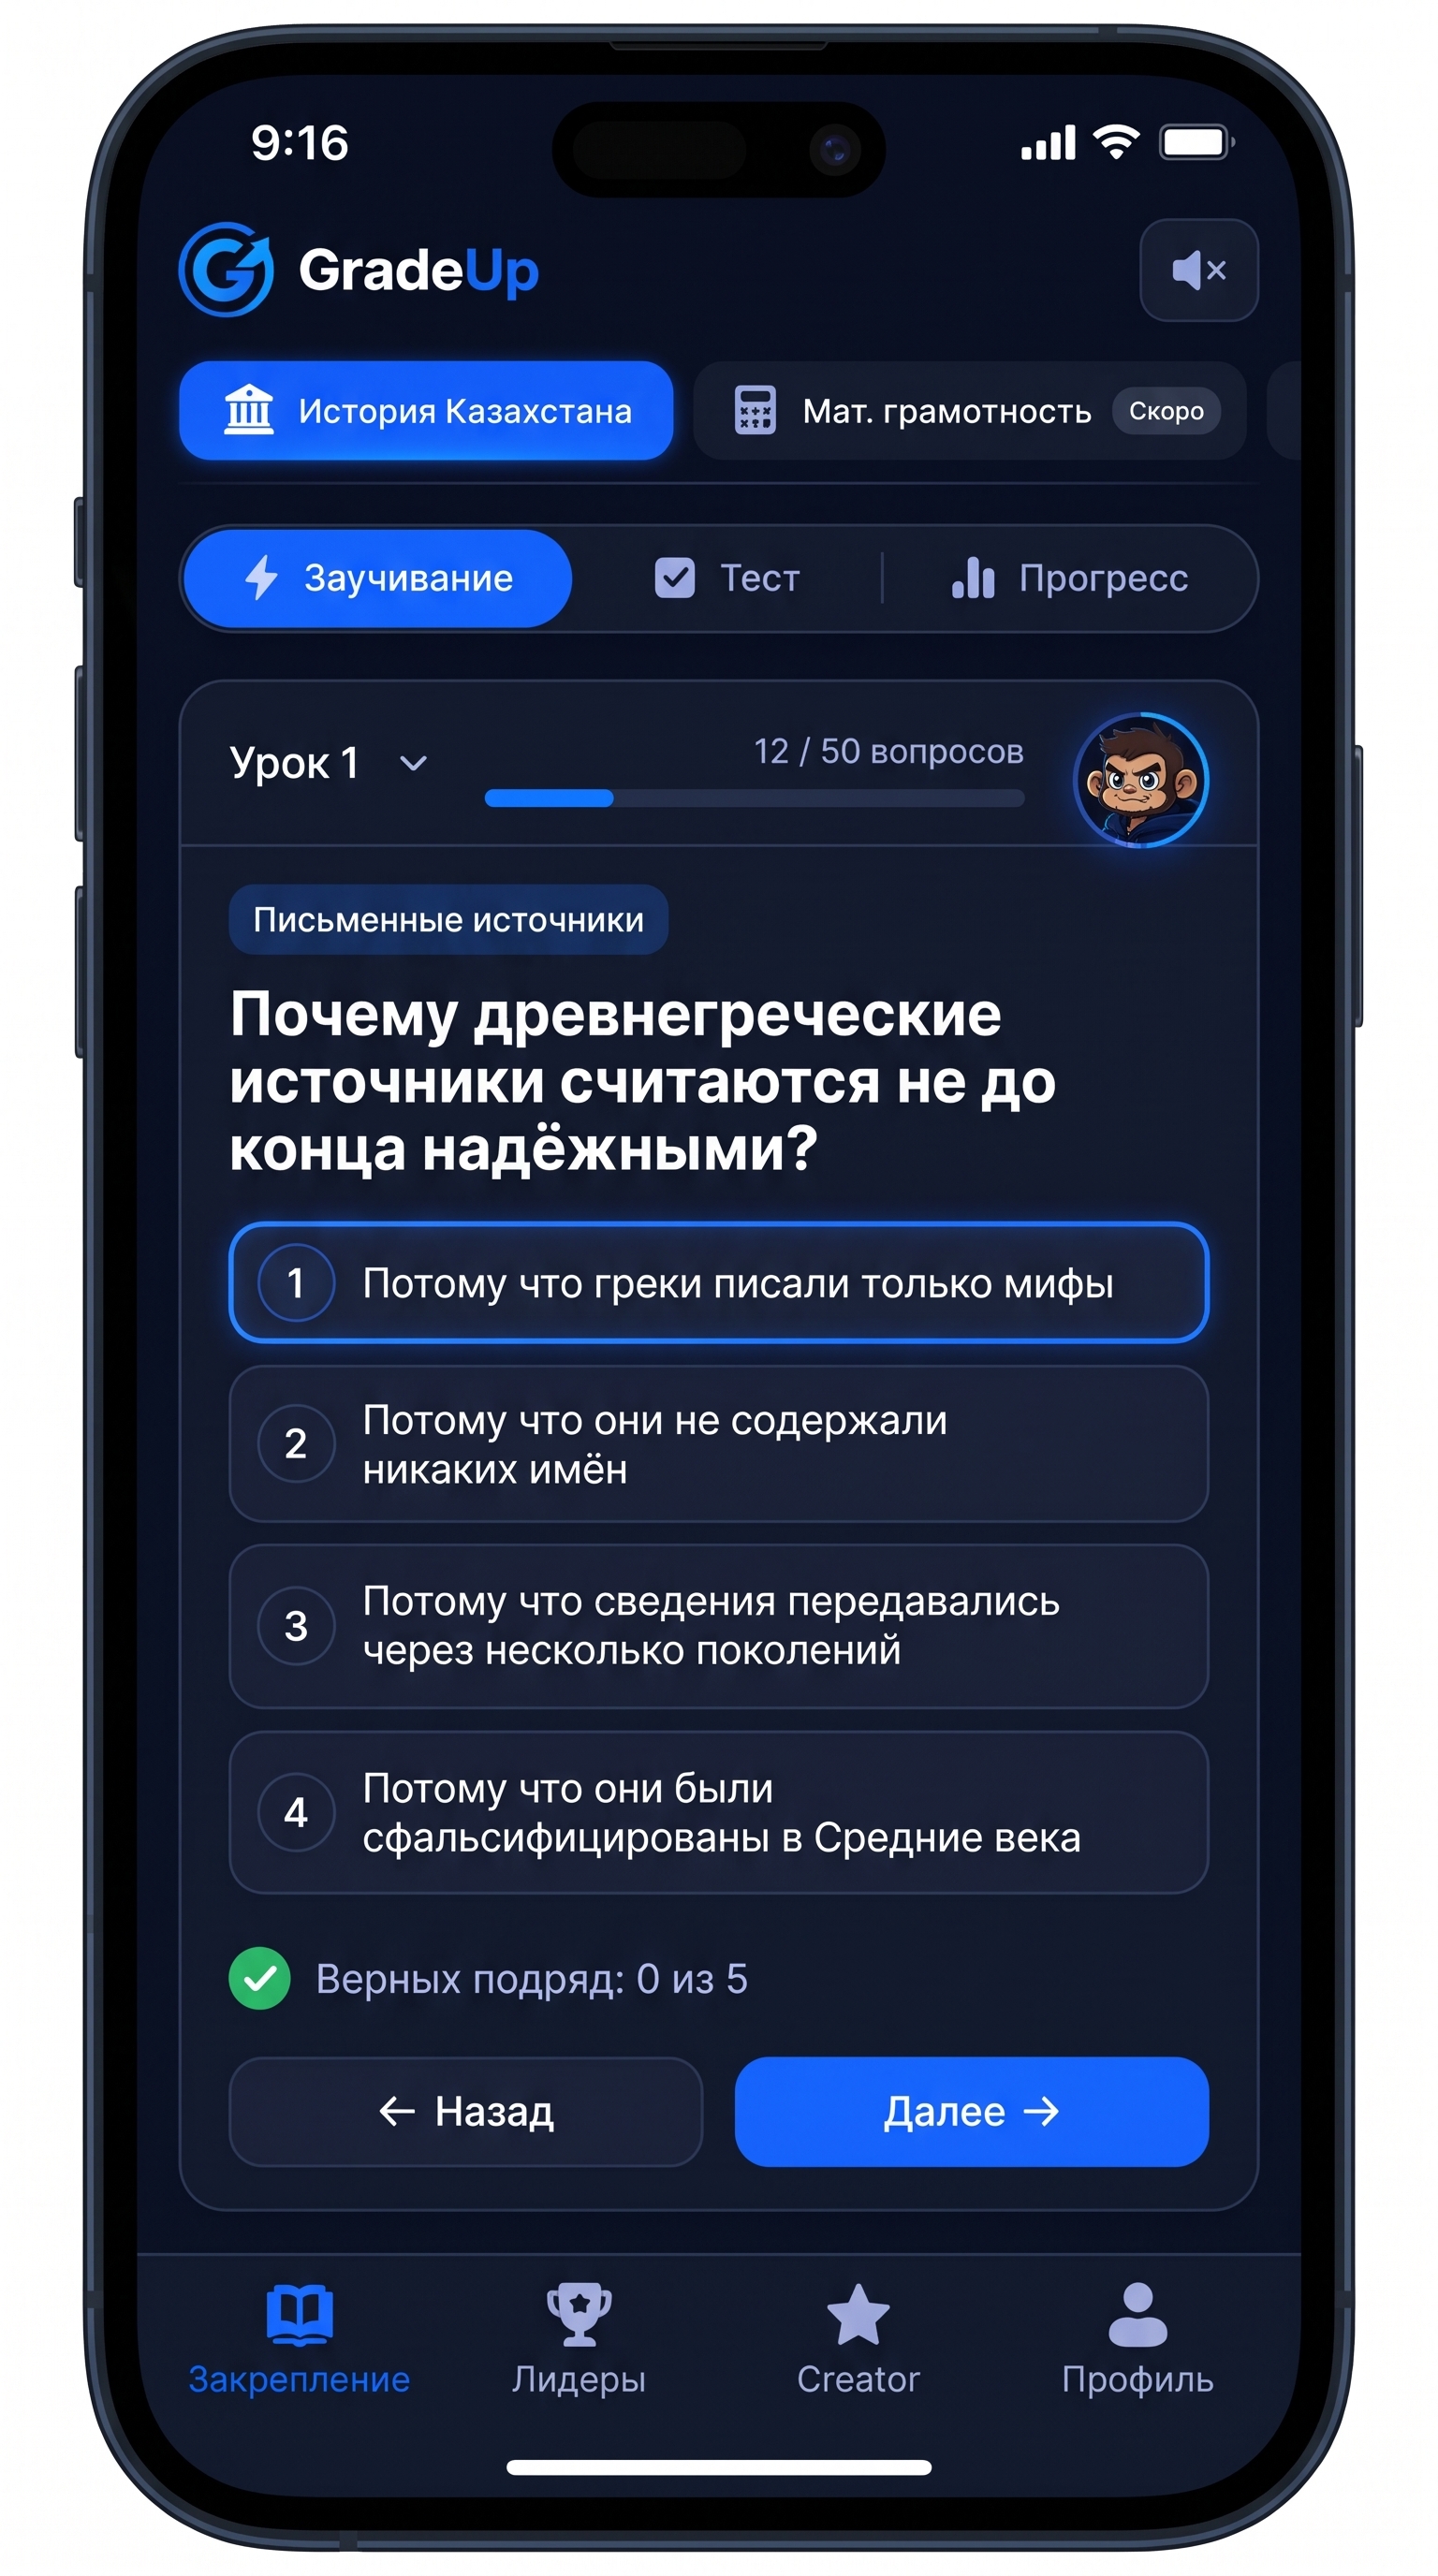 9:16
GradeUp
История Казахстана
Мат. грамотность Скоро
Заучивание
Тест
Прогресс
Урок 1
12 / 50 вопросов
Письменные источники
Почему древнегреческие
источники считаются не до
конца надёжными?
1 Потому что греки писали только мифы
2 Потому что они не содержали
никаких имён
3 Потому что сведения передавались
через несколько поколений
4 Потому что они были
сфальсифицированы в Средние века
Верных подряд: 0 из 5
← Назад
Далее →
Закрепление
Лидеры
Creator
Профиль